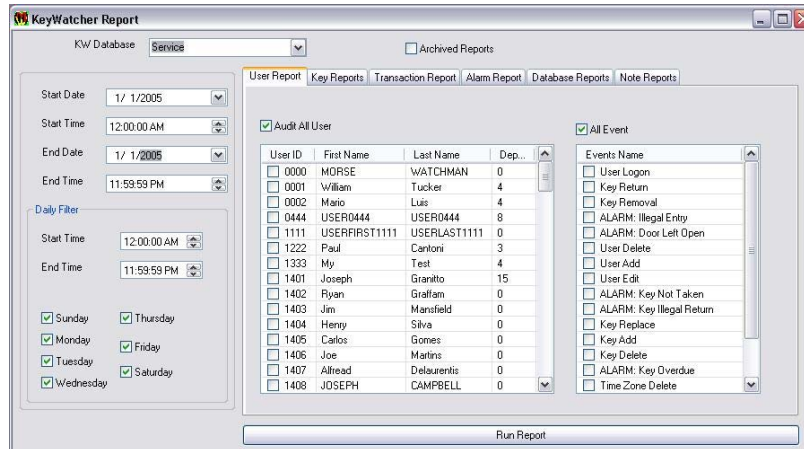 KeyWatcher Report
KW Database Service Archived Reports
User Report Key Reports Transaction Report Alarm Report Database Reports Note Reports
Start Date 1/ 1/2005
Start Time 12:00:00 AM
End Date 1/ 1/2005
End Time 11:59:59 PM
Daily Filter
Start Time 12:00:00 AM
End Time 11:59:59 PM
Sunday Thursday
Monday
Friday
Tuesday
Saturday
Wednesday
Audit All User
User ID First Name Last Name Dep...
0000 MORSE WATCHMAN 0
0001 William Tucker 4
0002 Mario Luis 4
0444 USER0444 USER0444 8
1111 USERFIRST1111 USERLAST1111 0
1222 Paul Cantoni 3
1333 My Test 4
1401 Joseph Granitto 15
1402 Ryan Graffam 0
1403 Jim Mansfield 0
1404 Henry Silva 0
1405 Carlos Gomes 0
1406 Joe Martins 0
1407 Alfread Delaurentis 0
1408 JOSEPH CAMPBELL 0
All Event
Events Name
User Logon
Key Return
Key Removal
ALARM: Illegal Entry
ALARM: Door Left Open
User Delete
User Add
User Edit
ALARM: Key Not Taken
ALARM: Key Illegal Return
Key Replace
Key Add
Key Delete
ALARM: Key Overdue
Time Zone Delete
Run Report